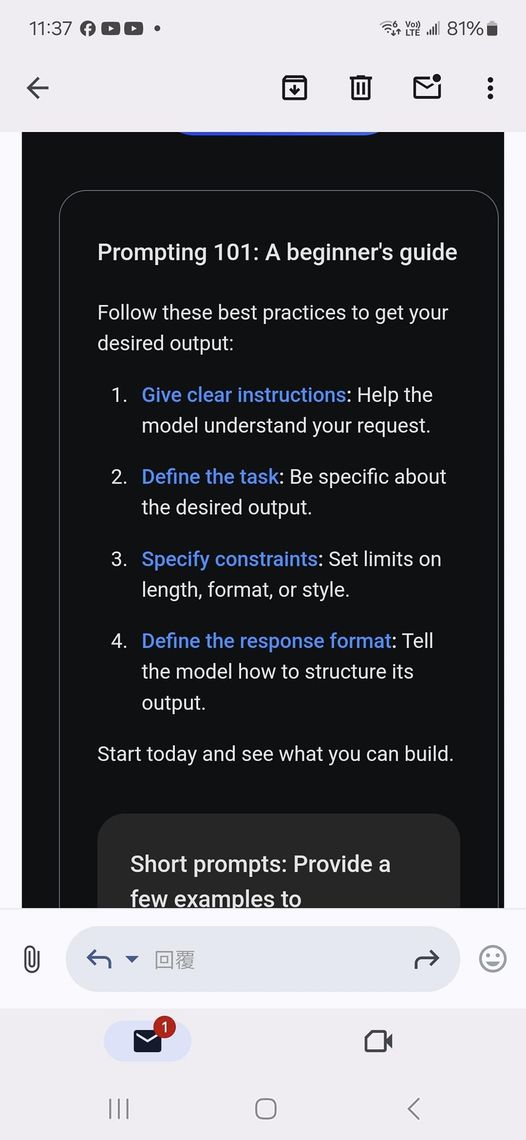 11:37
6
Vo))
LTE
81%
Prompting 101: A beginner's guide
Follow these best practices to get your
desired output:
1. Give clear instructions: Help the
model understand your request.
2. Define the task: Be specific about
the desired output.
3. Specify constraints: Set limits on
length, format, or style.
4. Define the response format: Tell
the model how to structure its
output.
Start today and see what you can build.
Short prompts: Provide a
few examples to
回覆
1